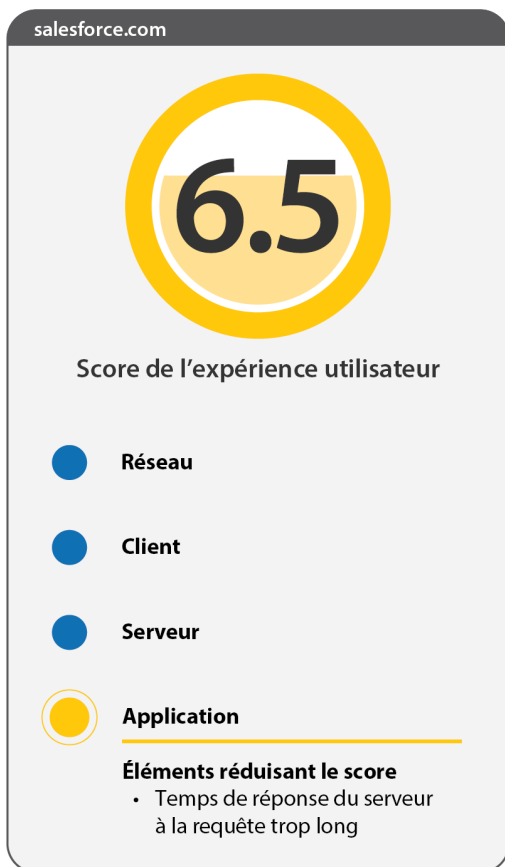 salesforce.com
6.5
Score de l’expérience utilisateur
Réseau
Client
Serveur
Application
Éléments réduisant le score
• Temps de réponse du serveur
à la requête trop long